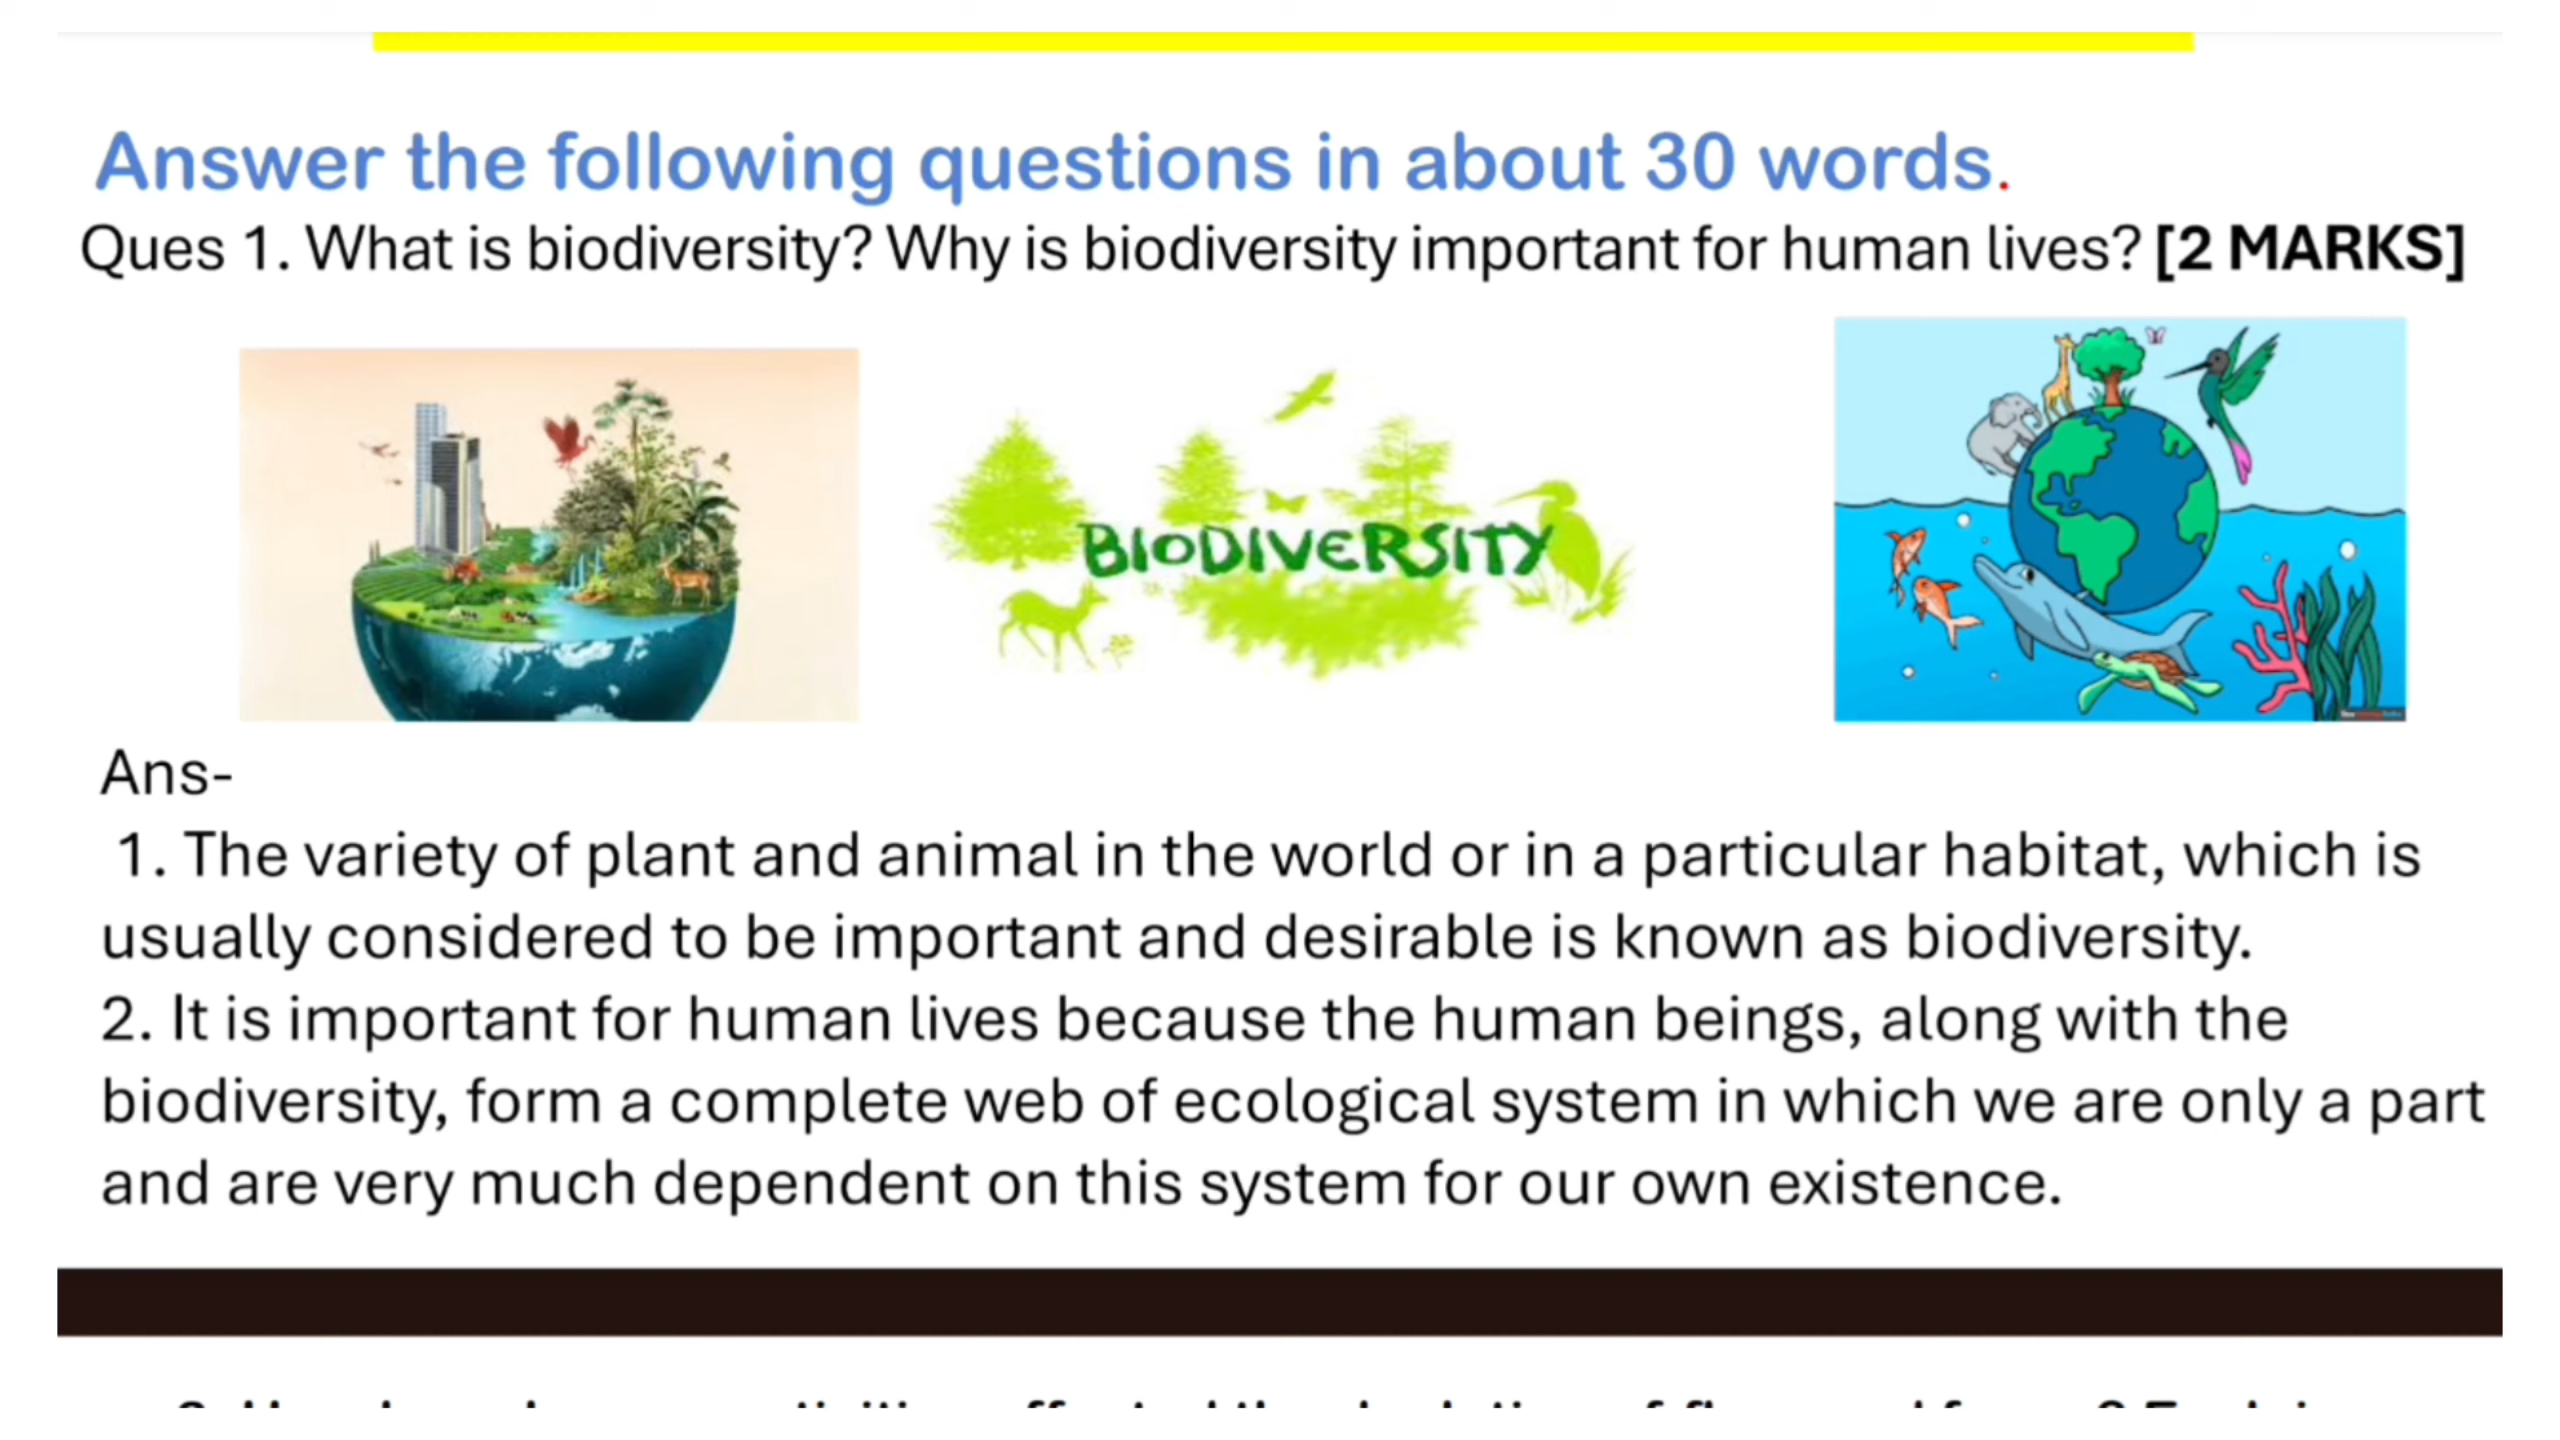 Answer the following questions in about 30 words.
Ques 1. What is biodiversity? Why is biodiversity important for human lives? [2 MARKS]
BIODIVERSITY
Ans-
1. The variety of plant and animal in the world or in a particular habitat, which is
usually considered to be important and desirable is known as biodiversity.
2. It is important for human lives because the human beings, along with the
biodiversity, form a complete web of ecological system in which we are only a part
and are very much dependent on this system for our own existence.